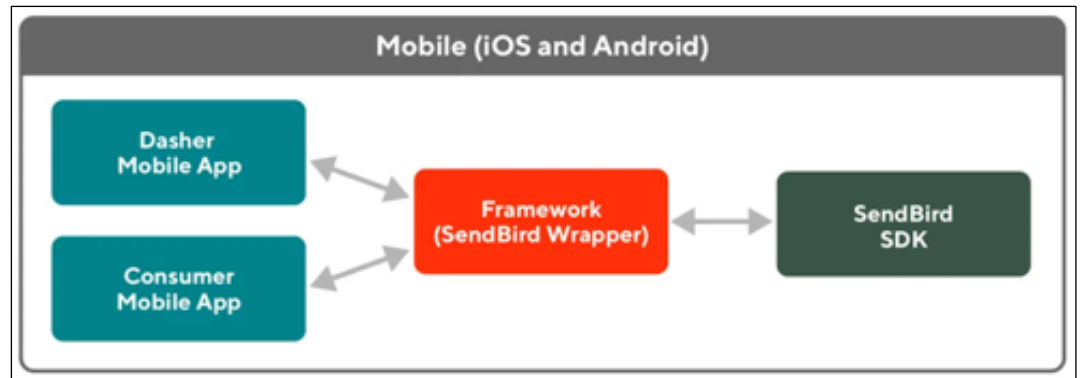 Mobile (iOS and Android)
Dasher
Mobile App
Consumer
Mobile App
Framework
(SendBird Wrapper)
SendBird
SDK